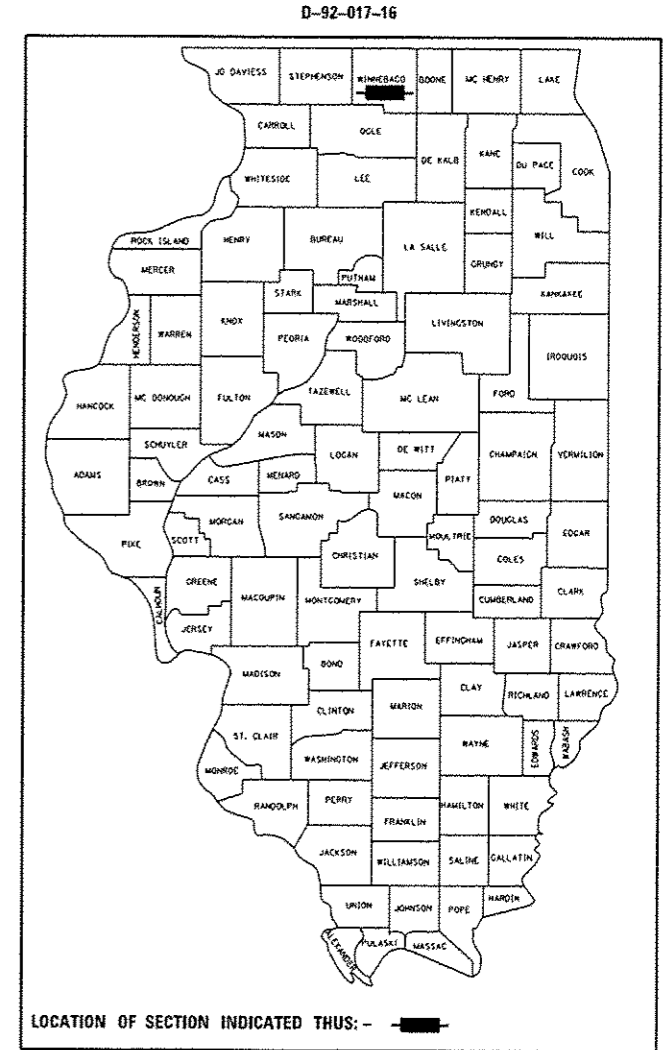 D-92-017-16
JO DAVIESS
STEPHENSON
WINNEBAGO
BOONE
MC HENRY
LAKE
CARROLL
OGLE
DE KALB
KANE
DU PAGE
COOK
WHITESIDE
LEE
KENDALL
WILL
ROCK ISLAND
HENRY
BUREAU
LA SALLE
GRUNDY
MERCER
PUTNAM
KANKAKEE
STARK
MARSHALL
HENDERSON
WARREN
KNOX
PEORIA
WOODFORD
LIVINGSTON
IROQUOIS
HANCOCK
MC DONOUGH
FULTON
TAZEWELL
MC LEAN
FORD
MASON
SCHUYLER
LOGAN
DE WITT
CHAMPAIGN
VERMILION
ADAMS
BROWN
CASS
MENARD
PIATT
MACON
MORGAN
SANGAMON
DOUGLAS
PIKE
SCOTT
CHRISTIAN
MOULTRIE
EDGAR
COLES
GREENE
MACOUPIN
MONTGOMERY
SHELBY
CUMBERLAND
CLARK
CALHOUN
JERSEY
FAYETTE
EFFINGHAM
JASPER
CRAWFORD
MADISON
BOND
CLAY
RICHLAND
LAWRENCE
CLINTON
MARION
ST. CLAIR
WAYNE
EDWARDS
WABASH
WASHINGTON
JEFFERSON
MONROE
RANDOLPH
PERRY
HAMILTON
WHITE
FRANKLIN
JACKSON
WILLIAMSON
SALINE
GALLATIN
UNION
JOHNSON
POPE
HARDIN
ALEXANDER
PULASKI
MASSAC
LOCATION OF SECTION INDICATED THUS: -